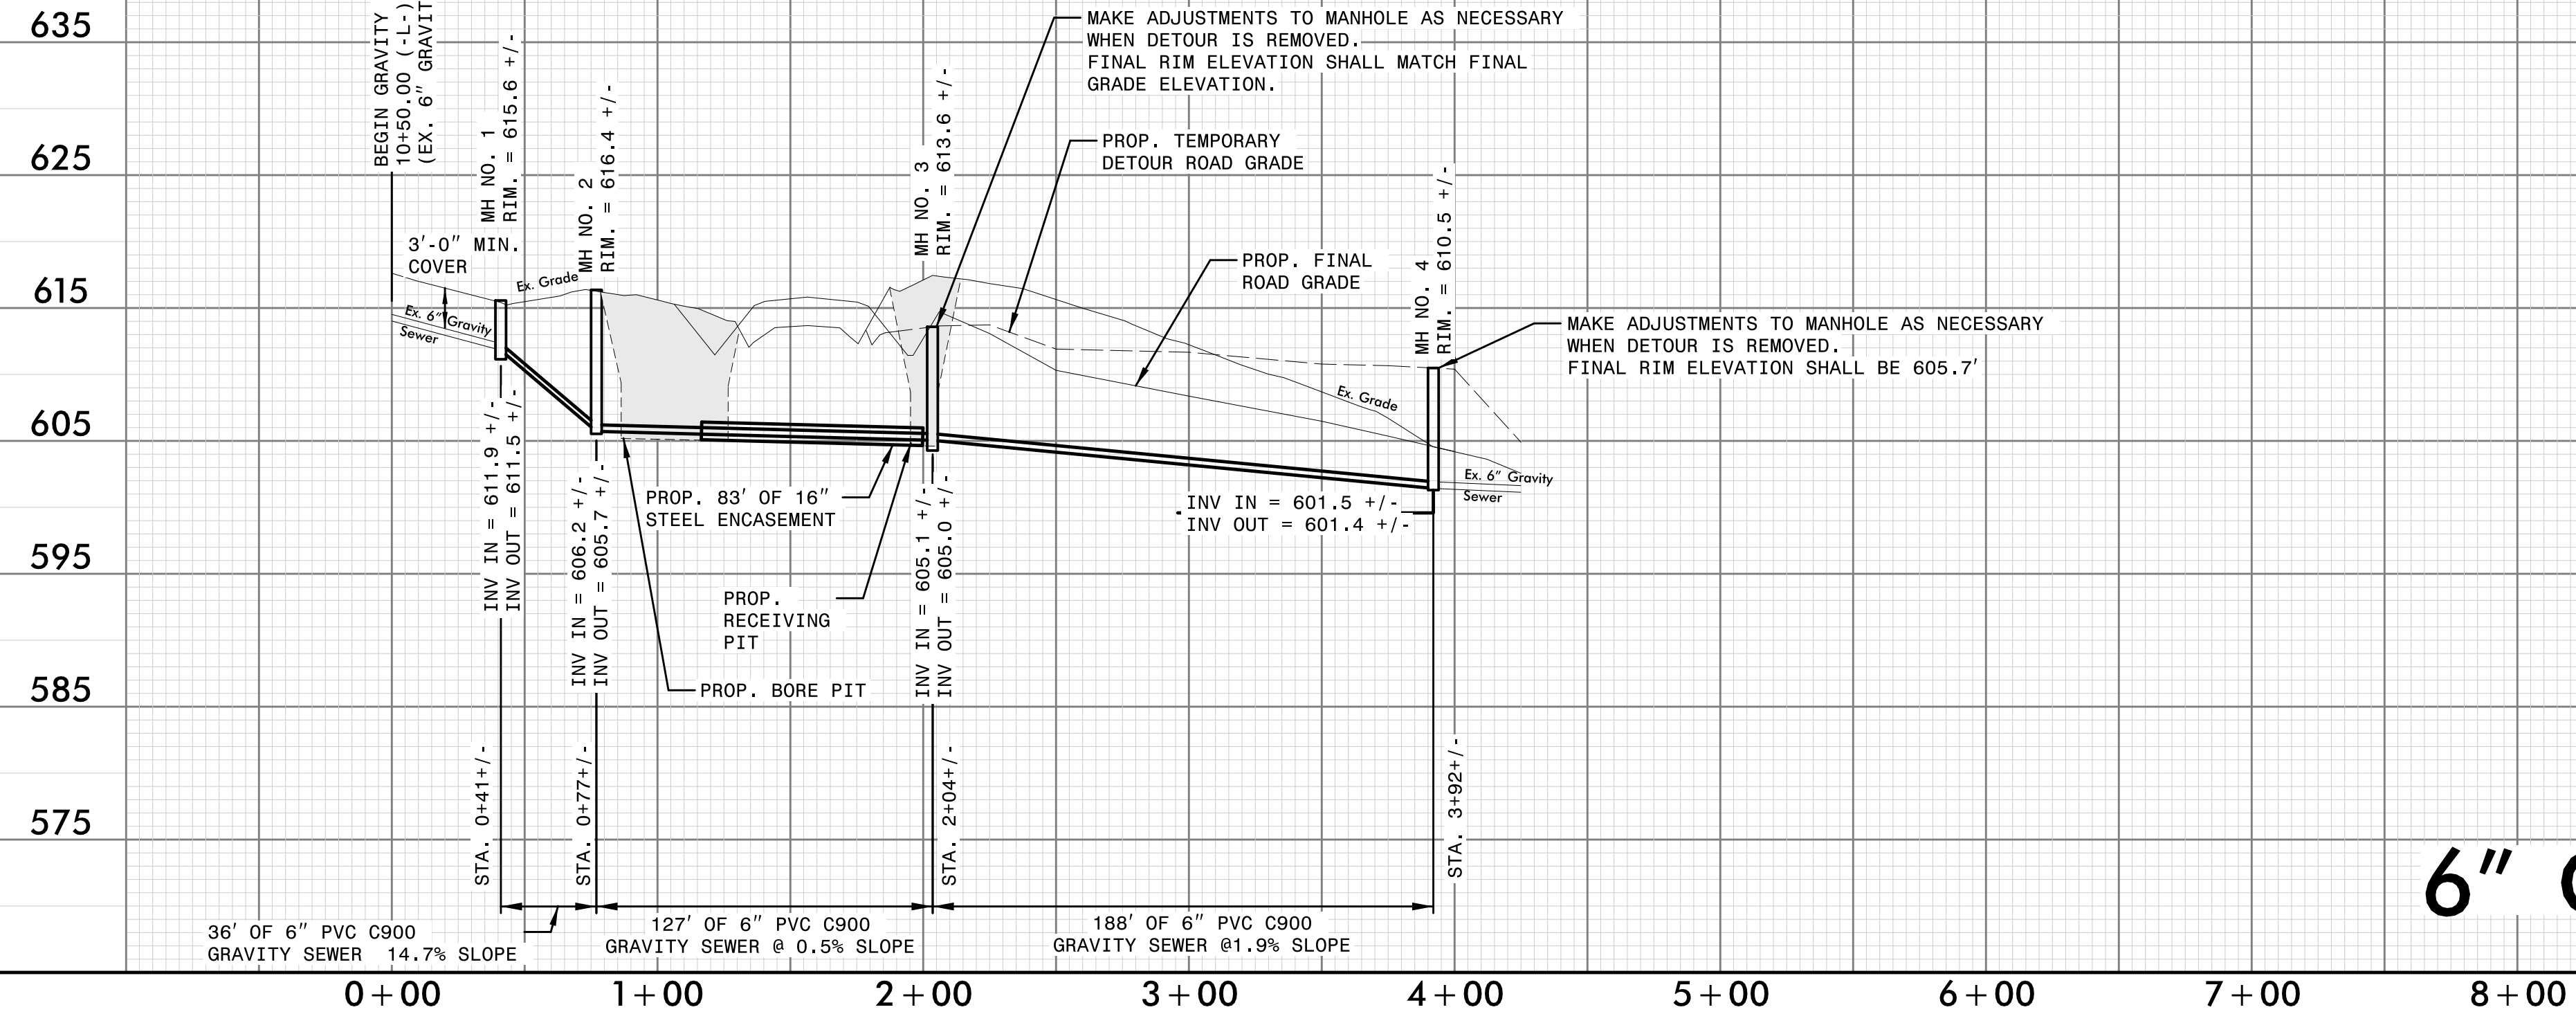 635
625
615
605
595
585
575
BEGIN GRAVITY
10+50.00 (-L-)
(EX. 6" GRAVIT
MH NO. 1
RIM. = 615.6 +/-
MH NO. 2
RIM. = 616.4 +/-
MH NO. 3
RIM. = 613.6 +/-
MH NO. 4
RIM. = 610.5 +/-
MAKE ADJUSTMENTS TO MANHOLE AS NECESSARY
WHEN DETOUR IS REMOVED.
FINAL RIM ELEVATION SHALL MATCH FINAL
GRADE ELEVATION.
PROP. TEMPORARY
DETOUR ROAD GRADE
PROP. FINAL
ROAD GRADE
MAKE ADJUSTMENTS TO MANHOLE AS NECESSARY
WHEN DETOUR IS REMOVED.
FINAL RIM ELEVATION SHALL BE 605.7'
3'-0" MIN.
COVER
Ex. Grade
Ex. 6" Gravity
Sewer
Ex. Grade
Ex. 6" Gravity
Sewer
INV IN = 611.9 +/-
INV OUT = 611.5 +/-
INV IN = 606.2 +/-
INV OUT = 605.7 +/-
PROP. 83' OF 16"
STEEL ENCASEMENT
PROP.
RECEIVING
PIT
PROP. BORE PIT
INV IN = 605.1 +/-
INV OUT = 605.0 +/-
INV IN = 601.5 +/-
INV OUT = 601.4 +/-
STA. 0+41+/-
STA. 0+77+/-
STA. 2+04+/-
STA. 3+92+/-
36' OF 6" PVC C900
GRAVITY SEWER 14.7% SLOPE
127' OF 6" PVC C900
GRAVITY SEWER @ 0.5% SLOPE
188' OF 6" PVC C900
GRAVITY SEWER @1.9% SLOPE
6"
0+00 1+00 2+00 3+00 4+00 5+00 6+00 7+00 8+00